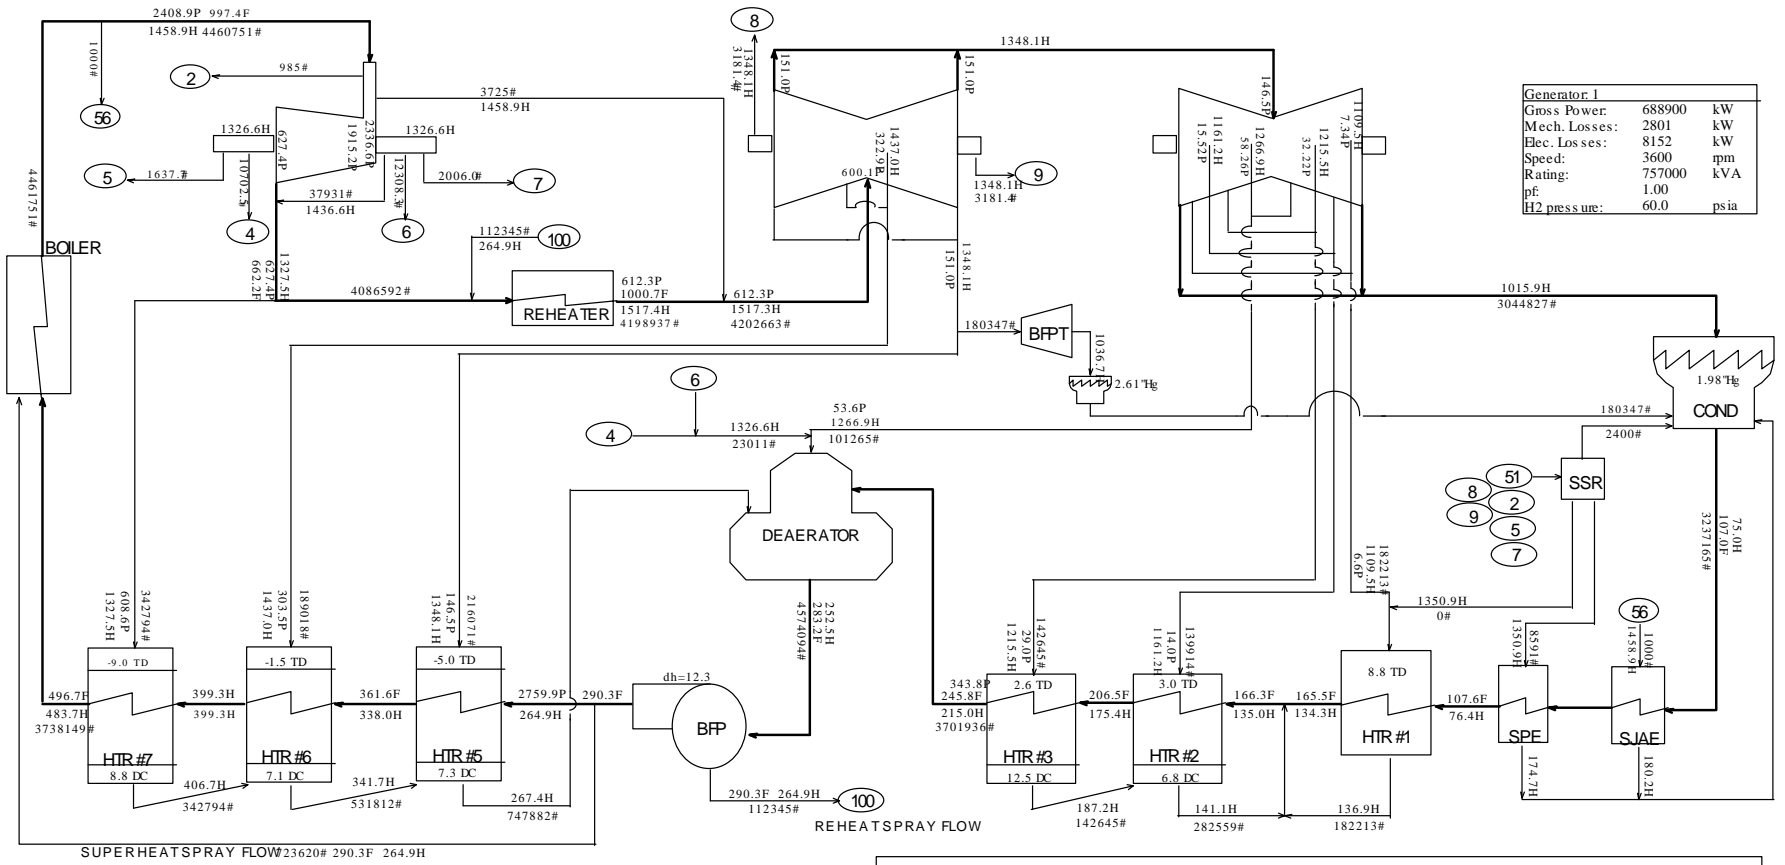 2408.9P 997.4F
1458.9H 4460751#
1000#
56
4461751#
2
985#
3725#
1458.9H
1326.6H
627.4P
1915.2P
2336.6P
1326.6H
5
1637.#
10702.5#
4
37931#
1436.6H
12308.3#
6
2006.0#
7
8
1348.1H
3181.4#
151.0P
1348.1H
151.0P
1437.0H
322.9P
600.1P
1348.1H
3181.4#
9
146.5P
1109.5H
7.34P
1161.2H
15.52P
1266.9H
58.26P
1215.5H
32.22P
Generator: 1
Gross Power: 688900 kW
Mech. Losses: 2801 kW
Elec. Losses: 8152 kW
Speed: 3600 rpm
Rating: 757000 kVA
pf: 1.00
H2 pressure: 60.0 psia
BOILER
1327.5H
627.4P
662.2F
112345#
264.9H
100
4086592#
REHEATER
612.3P
1000.7F
1517.4H
4198937#
612.3P
1517.3H
4202663#
1348.1H
151.0P
180347#
BFPT
1036.7H
2.61"Hg
1015.9H
3044827#
1.98"Hg
COND
180347#
2400#
6
4
1326.6H
23011#
53.6P
1266.9H
101265#
DEAERATOR
51
8
2
9
5
7
SSR
75.0H
107.0F
3237165#
252.5H
283.2F
4574094#
1350.9H
0#
182213#
1109.5H
6.6P
342794#
608.6P
1327.5H
189018#
303.5P
1437.0H
216071#
146.5P
1348.1H
142645#
29.0P
1215.5H
139914#
14.0P
1161.2H
8591#
1350.9H
56
1000#
1458.9H
-9.0 TD
-1.5 TD
-5.0 TD
dh=12.3
2.6 TD
3.0 TD
8.8 TD
496.7F
483.7H
3738149#
399.3H
399.3H
361.6F
338.0H
2759.9P
264.9H
290.3F
BFP
343.8P
245.8F
215.0H
3701936#
206.5F
175.4H
166.3F
135.0H
165.5F
134.3H
107.6F
76.4H
HTR #7
8.8 DC
HTR #6
7.1 DC
HTR #5
7.3 DC
HTR #3
12.5 DC
HTR #2
6.8 DC
HTR #1
SPE
SJAE
406.7H
342794#
341.7H
531812#
267.4H
747882#
290.3F 264.9H
112345#
100
187.2H
142645#
141.1H
282559#
136.9H
182213#
174.7H
180.2H
REHEAT SPRAY FLOW
SUPERHEAT SPRAY FLOW 723620# 290.3F 264.9H